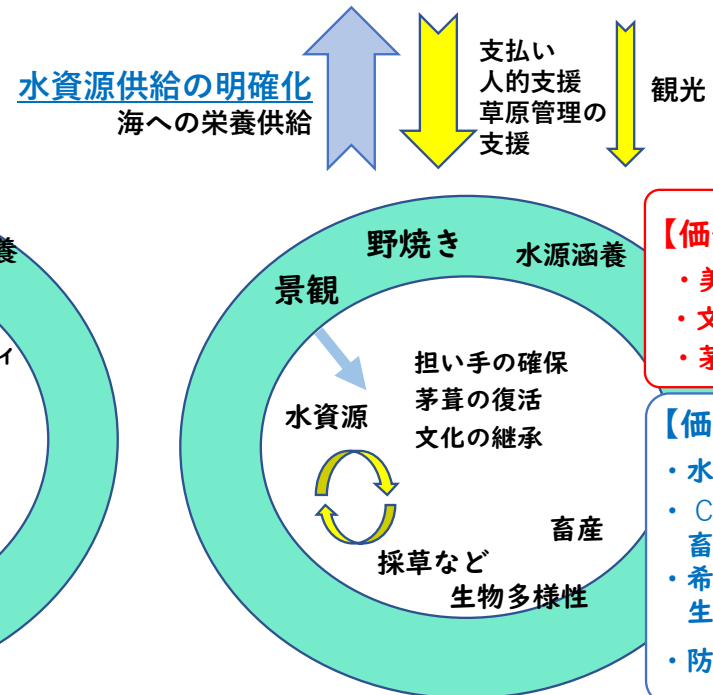 水資源供給の明確化
海への栄養供給
支払い
人的支援
草原管理の
支援
観光
養
ィ
野焼き
水源涵養
景観
担い手の確保
茅葺の復活
文化の継承
水資源
畜産
採草など
生物多様性
【価
・美
・文
・茅
【価
・水
・C
畜
・希
生
・防